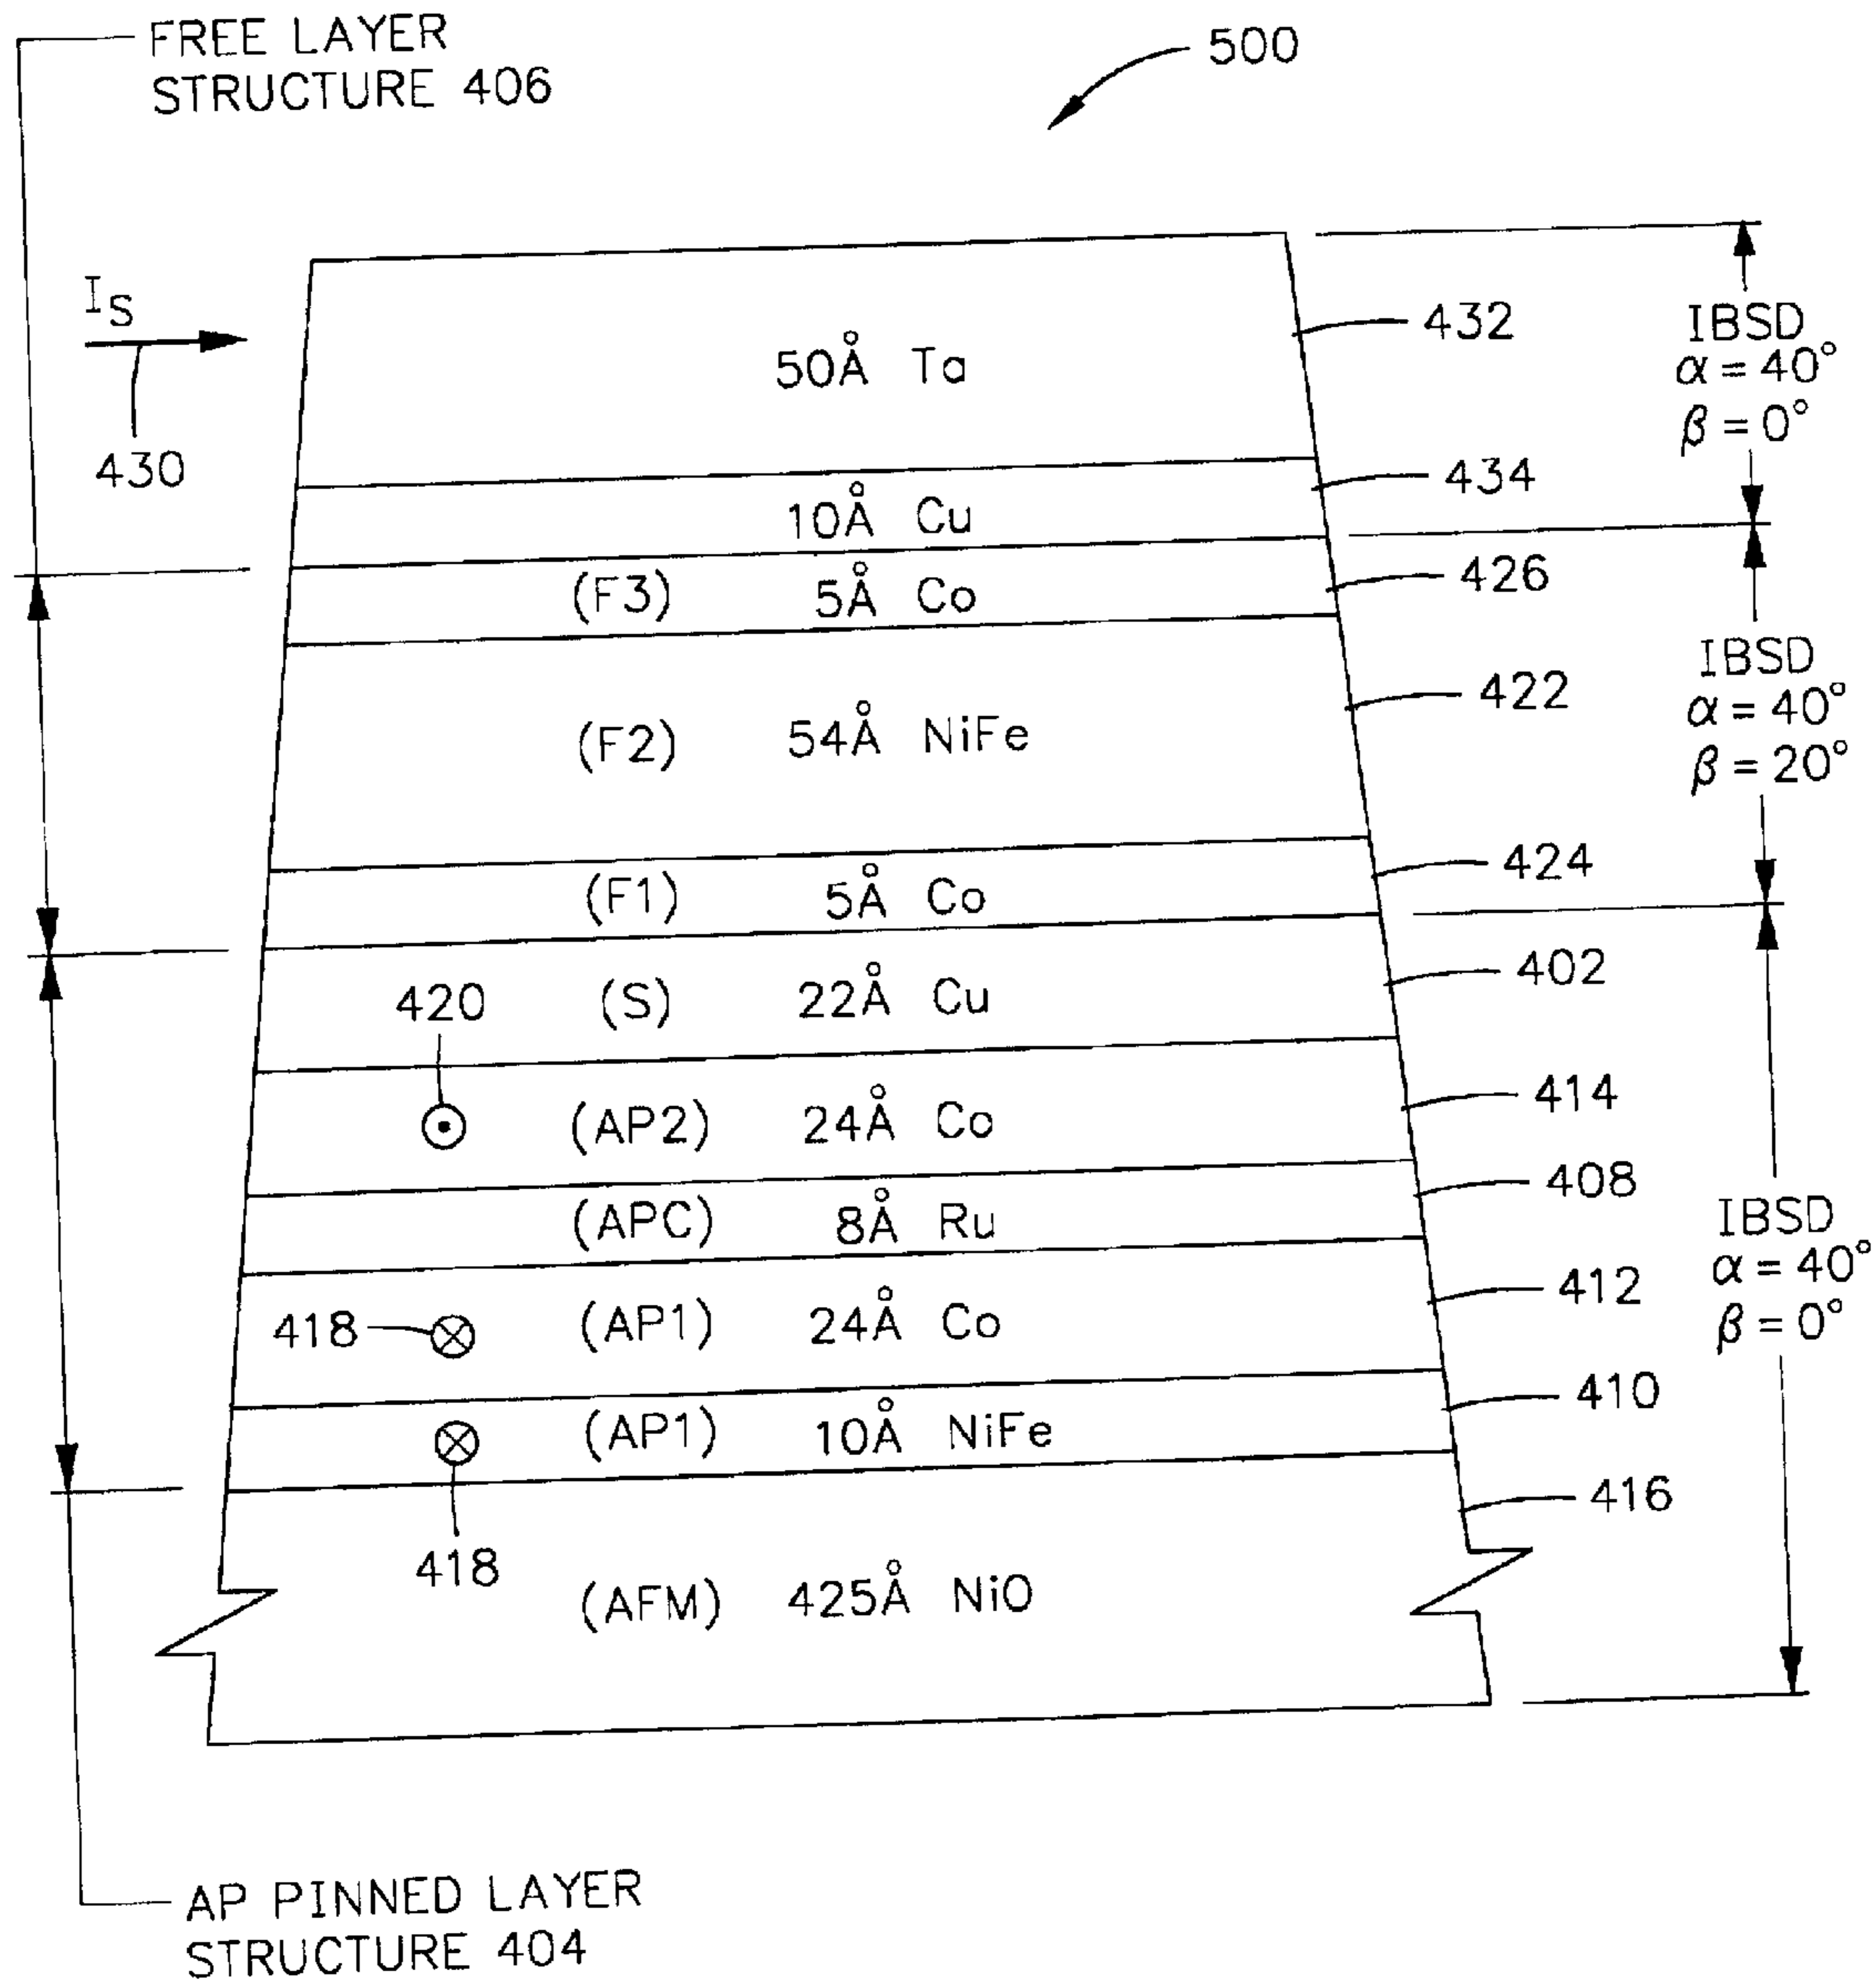 FREE LAYER
STRUCTURE 406
500
IS
430
50Å Ta
432
IBSD
α = 40°
β = 0°
10Å Cu
434
(F3) 5Å Co
426
(F2) 54Å NiFe
422
IBSD
α = 40°
β = 20°
(F1) 5Å Co
424
420
(S) 22Å Cu
402
(AP2) 24Å Co
414
(APC) 8Å Ru
408
IBSD
α = 40°
β = 0°
418
(AP1) 24Å Co
412
(AP1) 10Å NiFe
410
418
416
(AFM) 425Å NiO
AP PINNED LAYER
STRUCTURE 404